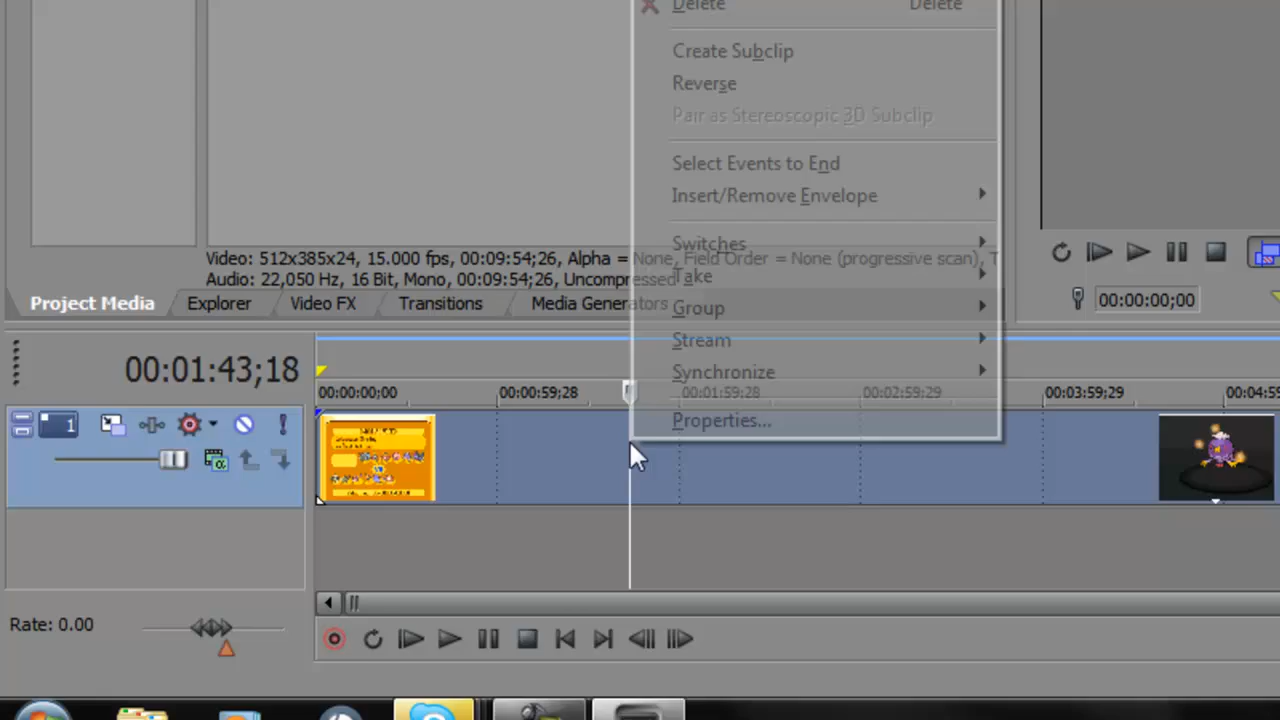 Delete Delete
Create Subclip
Reverse
Pair as Stereoscopic 3D Subclip
Select Events to End
Insert/Remove Envelope
Switches
Video: 512x385x24, 15.000 fps, 00:09:54;26, Alpha = None, Field Order = None (progressive scan), T
Take
Audio: 22,050 Hz, 16 Bit, Mono, 00:09:54;26, Uncompressed
Project Media Explorer Video FX Transitions Media Generators
Group
00:00:00;00
Stream
Synchronize
00:01:43;18
00:00:00;00 00:00:59;28 00:01:59;28 00:02:59;29 00:03:59;29 00:04:59
Properties...
1
Rate: 0.00